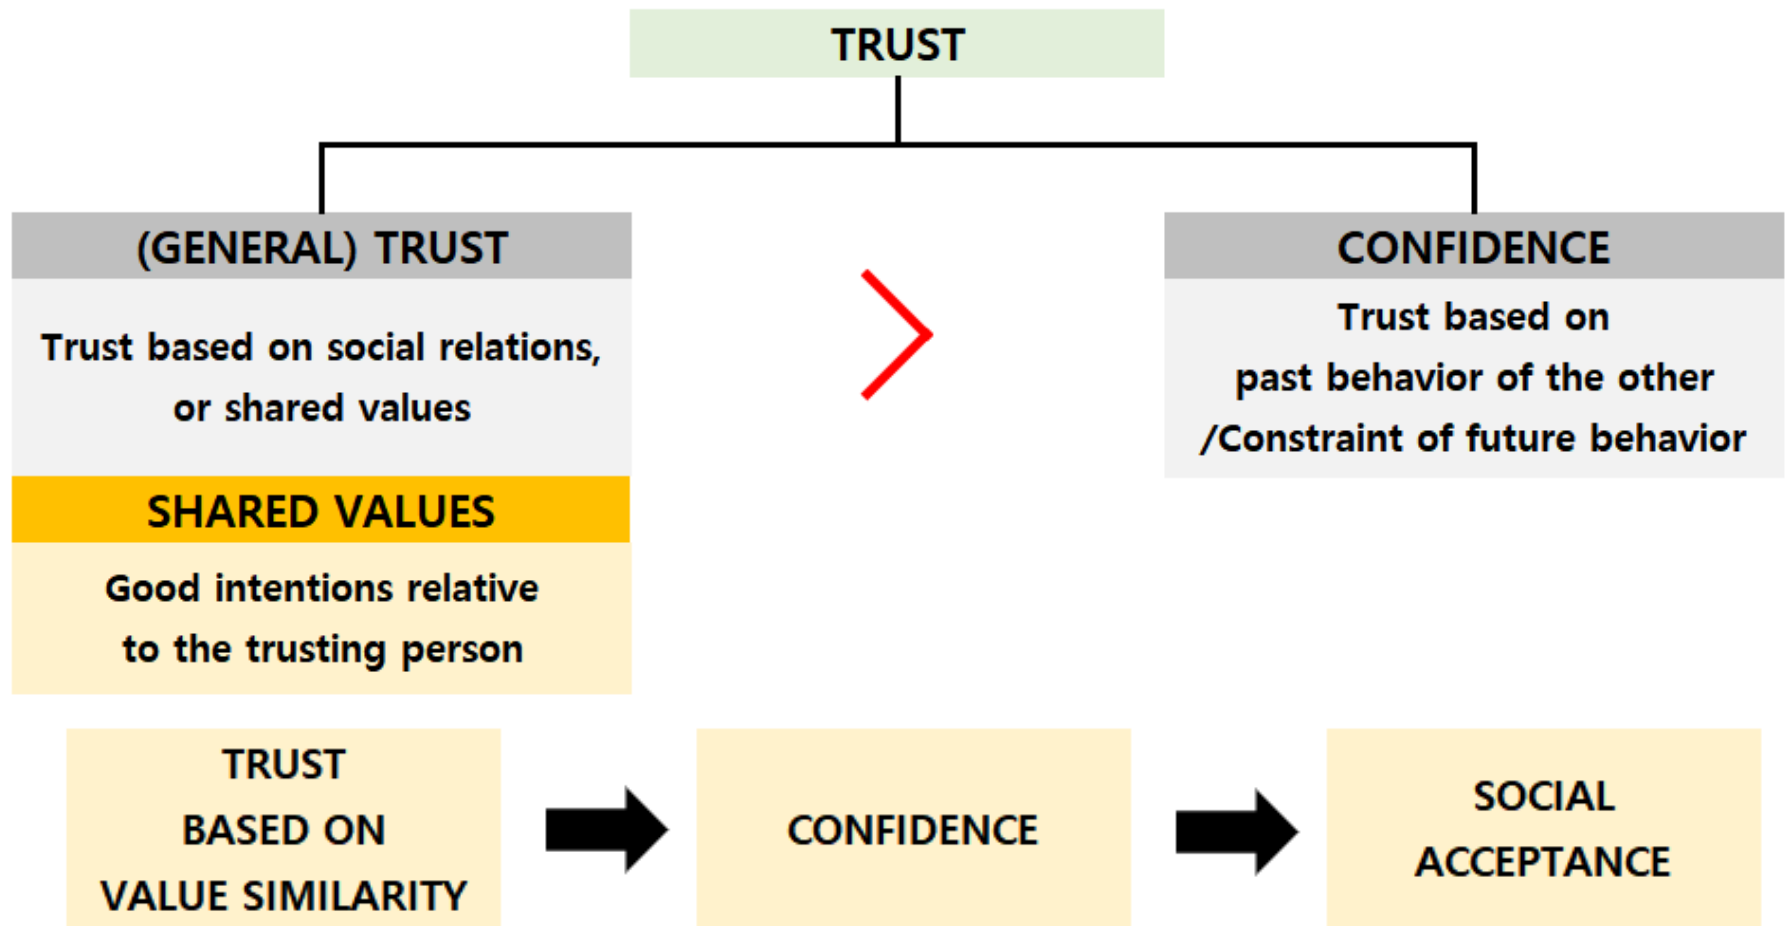 TRUST
(GENERAL) TRUST
Trust based on social relations,
or shared values
SHARED VALUES
Good intentions relative
to the trusting person
CONFIDENCE
Trust based on
past behavior of the other
/Constraint of future behavior
TRUST
BASED ON
VALUE SIMILARITY
CONFIDENCE
SOCIAL
ACCEPTANCE